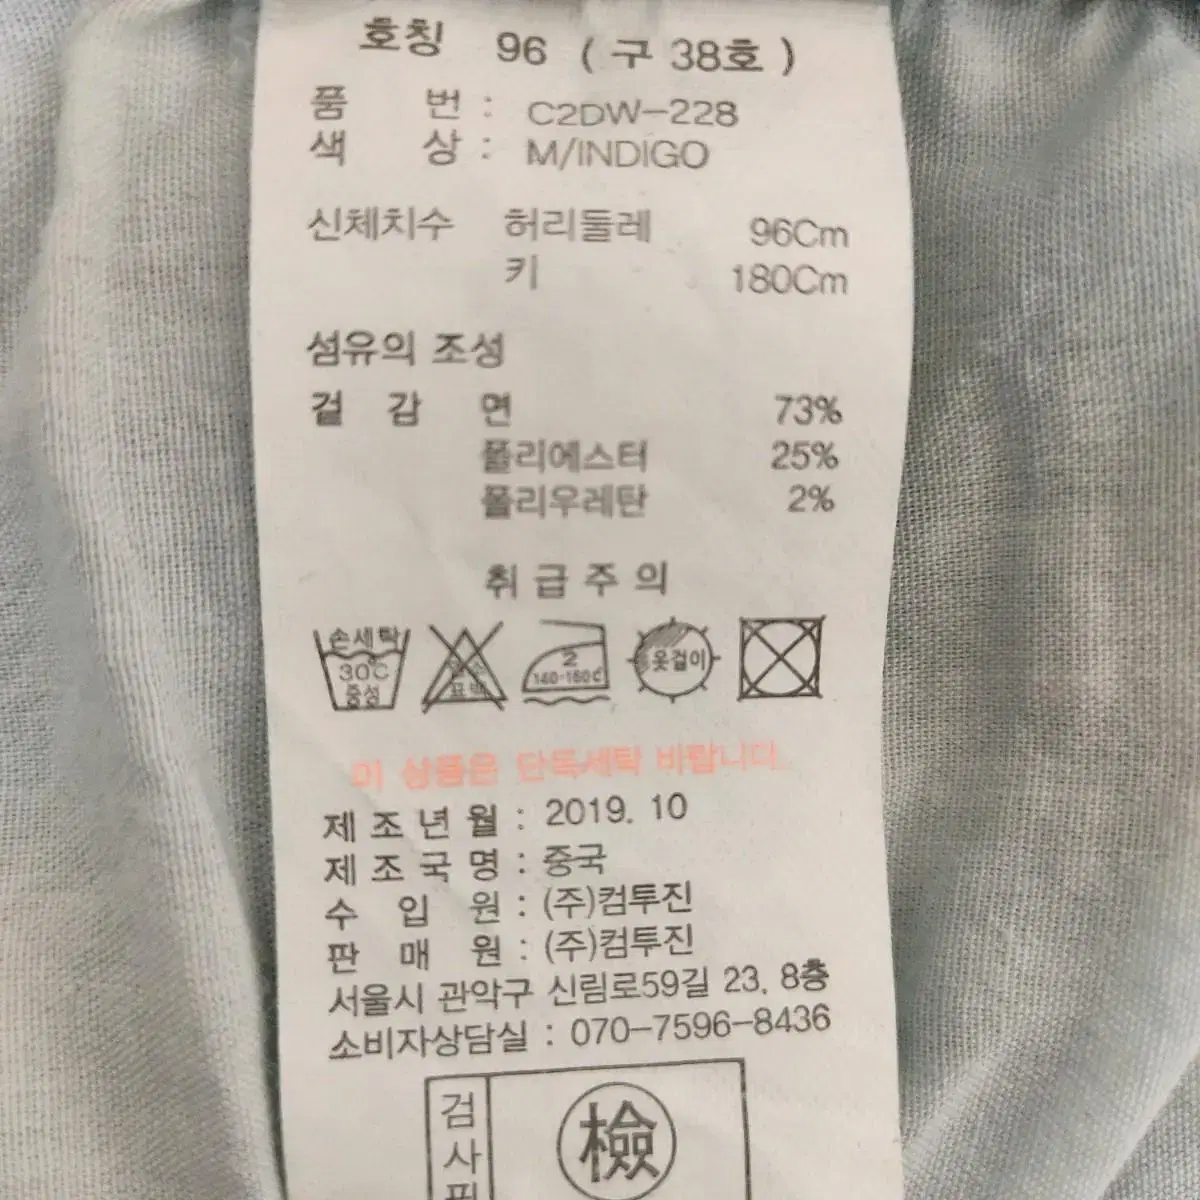 호칭 96 ( 구 38호 )
품 번 : C2DW-228
색 상 : M/INDIGO
신체치수 허리둘레 96Cm
키 180Cm
섬유의 조성
겉 감 면 73%
폴리에스터 25%
폴리우레탄 2%
취 급 주 의
손세탁
30℃
중성
염소
표백
2
140-160℃
옷걸이
이 상품은 단독세탁 바랍니다.
제 조 년 월 : 2019. 10
제 조 국 명 : 중국
수 입 원 : (주)컴투진
판 매 원 : (주)컴투진
서울시 관악구 신림로59길 23, 8층
소비자상담실 : 070-7596-8436
검사
檢